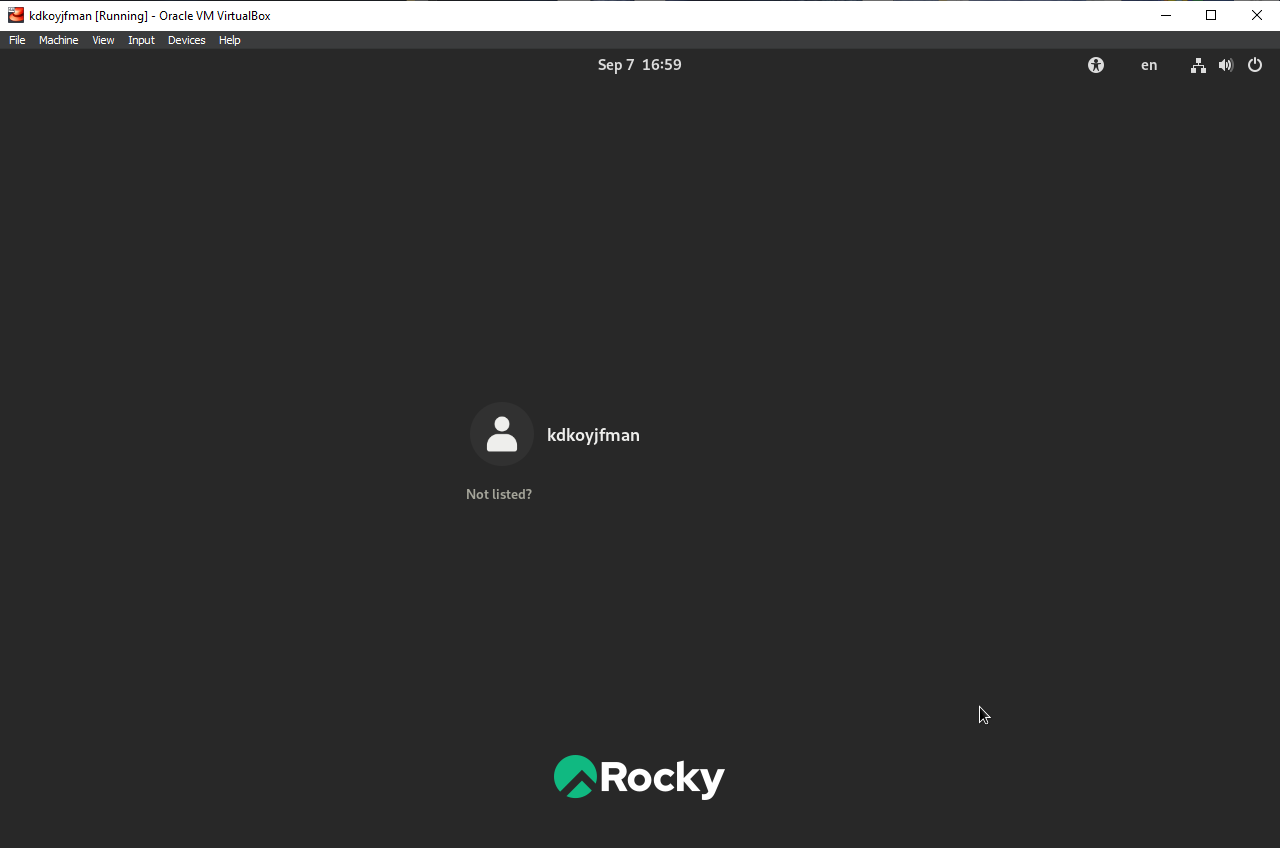 kdkoyjfman [Running] - Oracle VM VirtualBox
File Machine View Input Devices Help
Sep 7 16:59
en
kdkoyjfman
Not listed?
Rocky